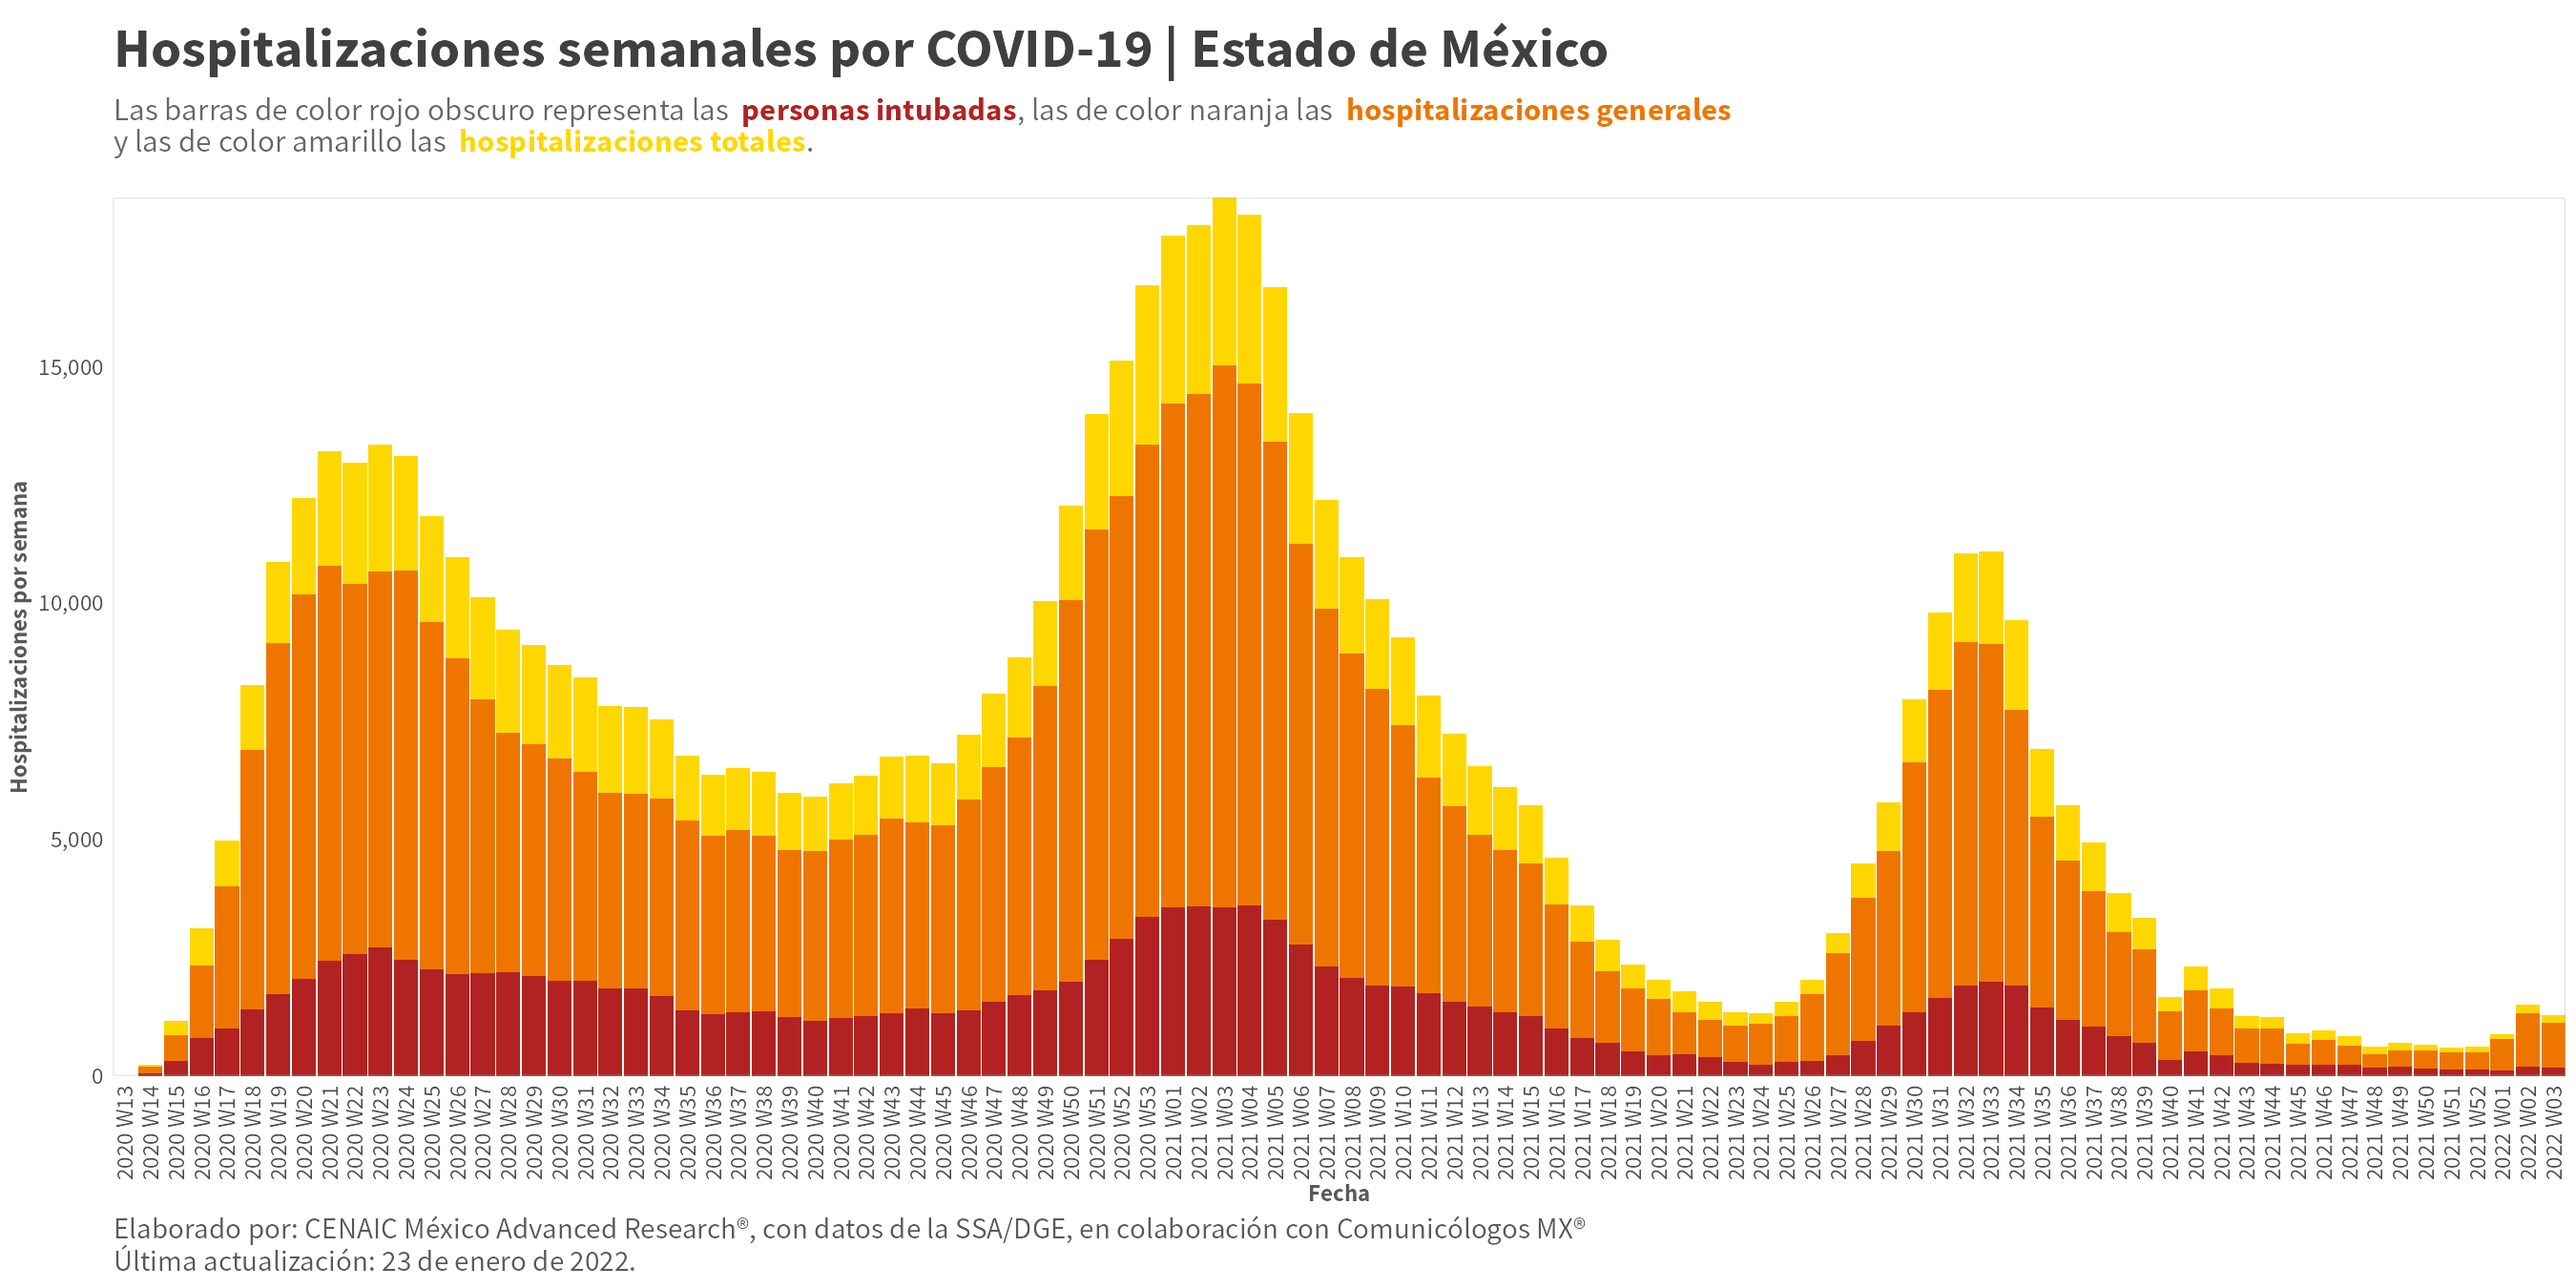 Hospitalizaciones semanales por COVID-19 | Estado de México
Las barras de color rojo obscuro representa las personas intubadas, las de color naranja las hospitalizaciones generales
y las de color amarillo las hospitalizaciones totales.
Hospitalizaciones por semana
15,000
10,000
5,000
0
2020 W13
2020 W14
2020 W15
2020 W16
2020 W17
2020 W18
2020 W19
2020 W20
2020 W21
2020 W22
2020 W23
2020 W24
2020 W25
2020 W26
2020 W27
2020 W28
2020 W29
2020 W30
2020 W31
2020 W32
2020 W33
2020 W34
2020 W35
2020 W36
2020 W37
2020 W38
2020 W39
2020 W40
2020 W41
2020 W42
2020 W43
2020 W44
2020 W45
2020 W46
2020 W47
2020 W48
2020 W49
2020 W50
2020 W51
2020 W52
2020 W53
2021 W01
2021 W02
2021 W03
2021 W04
2021 W05
2021 W06
2021 W07
2021 W08
2021 W09
2021 W10
2021 W11
2021 W12
2021 W13
2021 W14
2021 W15
2021 W16
2021 W17
2021 W18
2021 W19
2021 W20
2021 W21
2021 W22
2021 W23
2021 W24
2021 W25
2021 W26
2021 W27
2021 W28
2021 W29
2021 W30
2021 W31
2021 W32
2021 W33
2021 W34
2021 W35
2021 W36
2021 W37
2021 W38
2021 W39
2021 W40
2021 W41
2021 W42
2021 W43
2021 W44
2021 W45
2021 W46
2021 W47
2021 W48
2021 W49
2021 W50
2021 W51
2021 W52
2022 W01
2022 W02
2022 W03
Fecha
Elaborado por: CENAIC México Advanced Research®, con datos de la SSA/DGE, en colaboración con Comunicólogos MX®
Última actualización: 23 de enero de 2022.